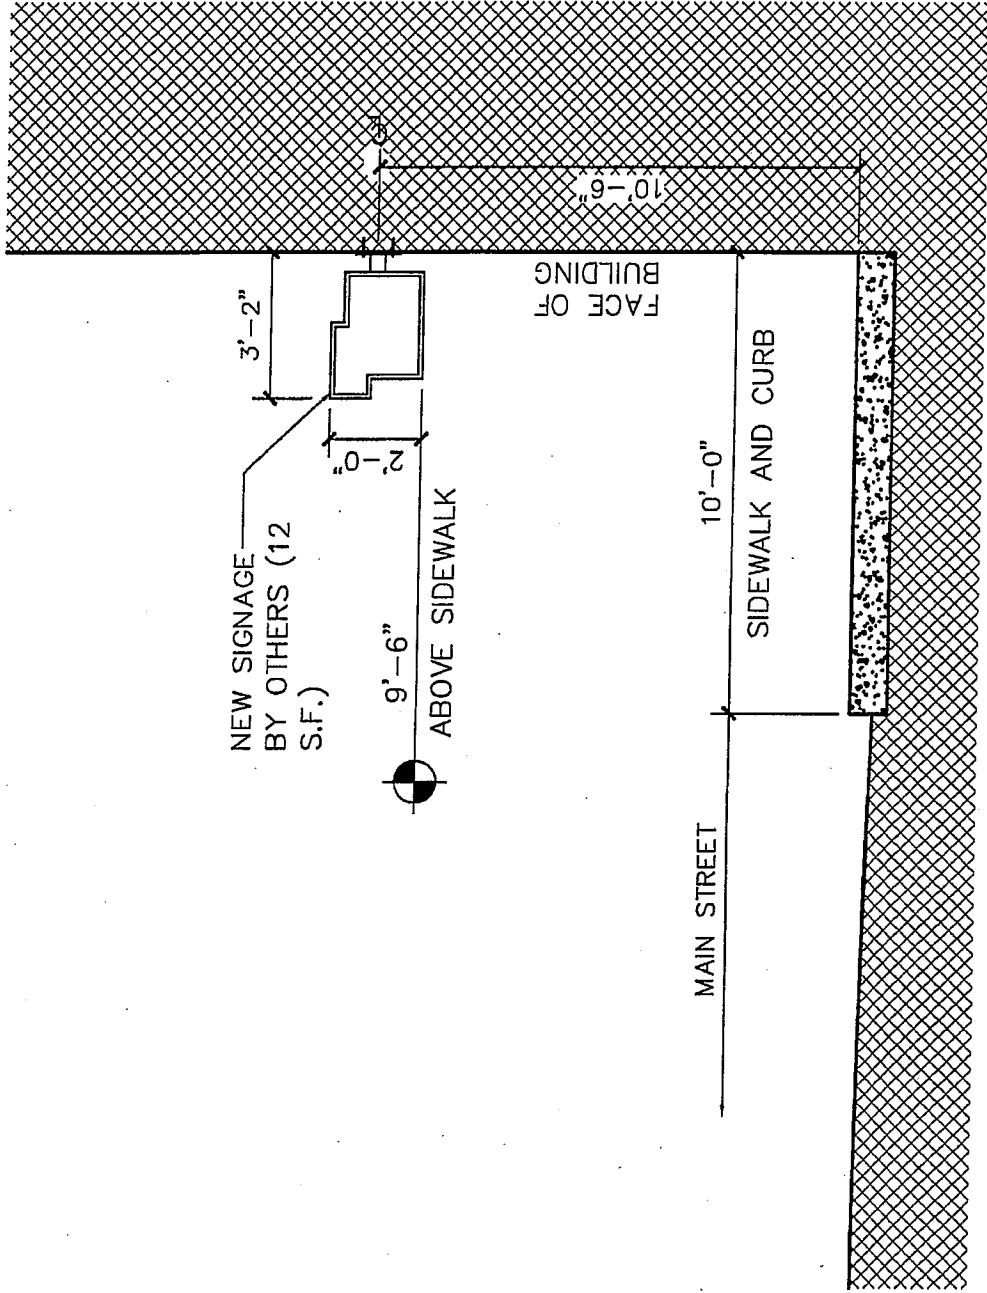 NEW SIGNAGE
BY OTHERS (12
S.F.)
3'-2"
2'-0"
9'-6"
ABOVE SIDEWALK
FACE OF
BUILDING
10'-6"
10'-0"
SIDEWALK AND CURB
MAIN STREET